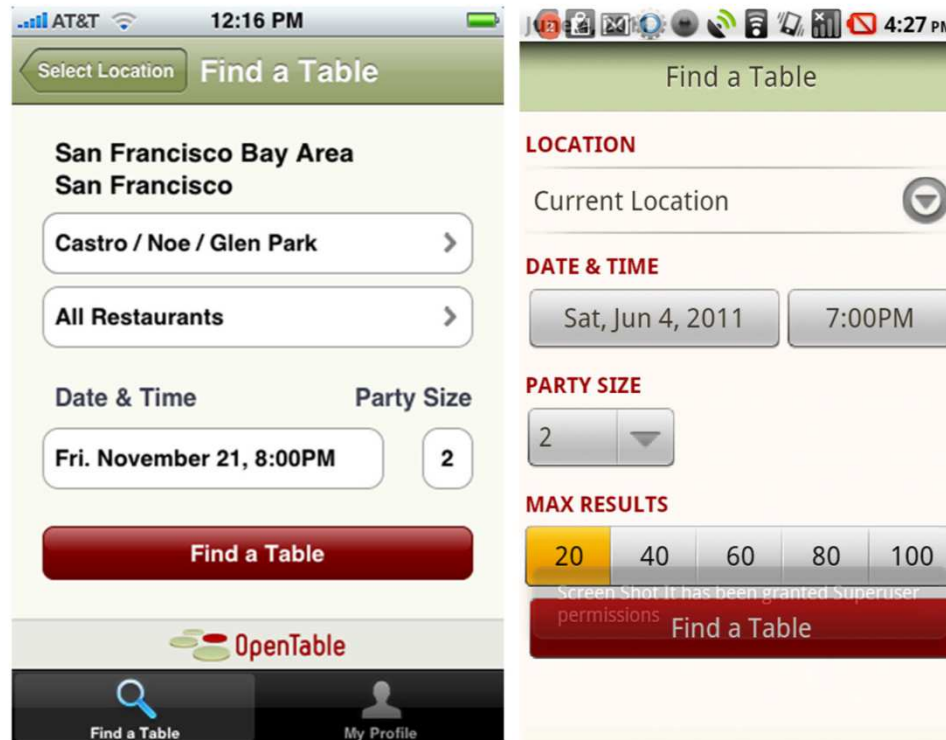 AT&T 12:16 PM
Select Location Find a Table
San Francisco Bay Area
San Francisco
Castro / Noe / Glen Park
All Restaurants
Date & Time Party Size
Fri. November 21, 8:00PM 2
Find a Table
OpenTable
Find a Table My Profile
4:27 PM
Find a Table
LOCATION
Current Location
DATE & TIME
Sat, Jun 4, 2011 7:00PM
PARTY SIZE
2
MAX RESULTS
20 40 60 80 100
Screen Shot It has been granted Superuser
permissions
Find a Table